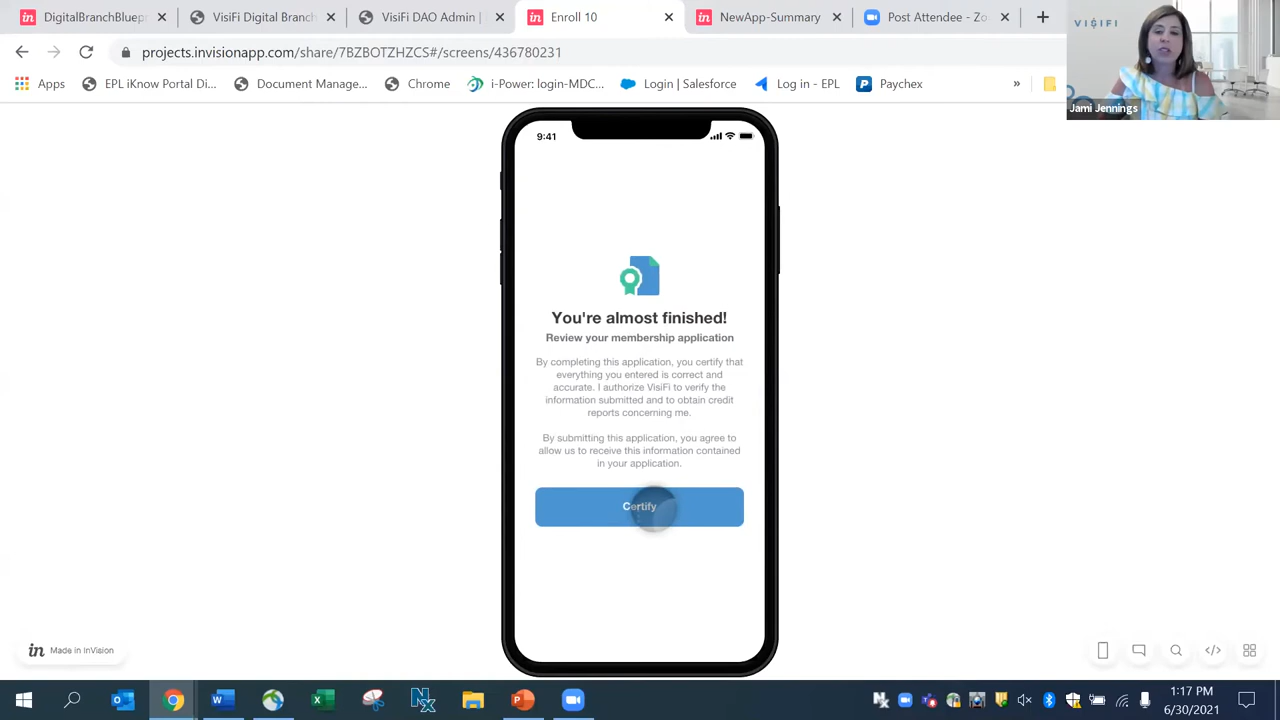 DigitalBranchBluep
VisiFi Digital Branch
VisiFi DAO Admin |
Enroll 10
NewApp-Summary
Post Attendee - Zo
projects.invisionapp.com/share/7BZBOTZHZCS#/screens/436780231
Apps
EPL iKnow Portal Di...
Document Manage...
Chrome
i-Power: login-MDC...
Login | Salesforce
Log in - EPL
Paychex
»
VISIFI
Jami Jennings
9:41
You're almost finished!
Review your membership application
By completing this application, you certify that
everything you entered is correct and
accurate. I authorize VisiFi to verify the
information submitted and to obtain credit
reports concerning me.
By submitting this application, you agree to
allow us to receive this information contained
in your application.
Certify
in Made in InVision
1:17 PM
6/30/2021